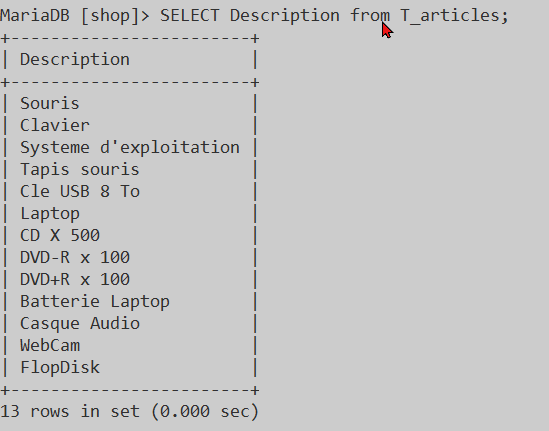 MariaDB [shop]> SELECT Description from T_articles;
+------------------------+
| Description            |
+------------------------+
| Souris                 |
| Clavier                |
| Systeme d'exploitation |
| Tapis souris           |
| Cle USB 8 To           |
| Laptop                 |
| CD X 500               |
| DVD-R x 100            |
| DVD+R x 100            |
| Batterie Laptop        |
| Casque Audio           |
| WebCam                 |
| FlopDisk               |
+------------------------+
13 rows in set (0.000 sec)